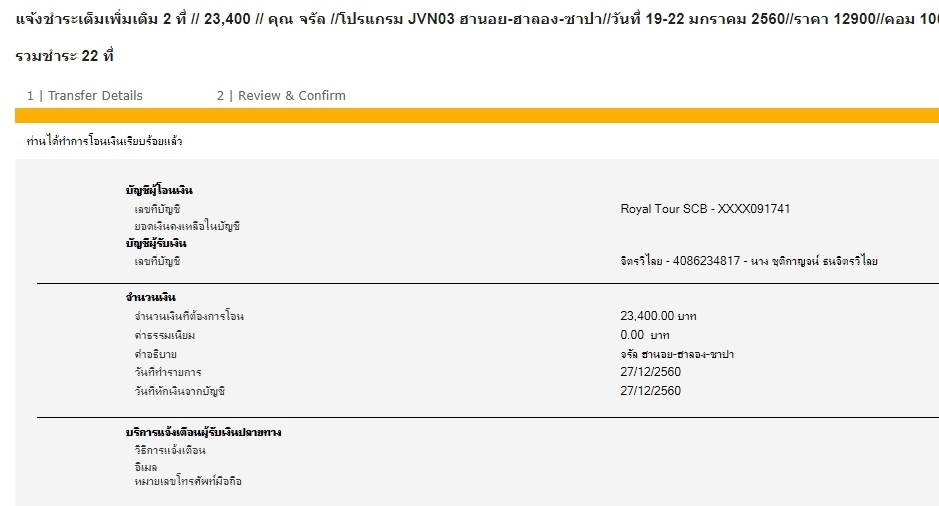 แจ้งชำระเต็มเพิ่มเติม 2 ที่ // 23,400 // คุณ จรัล //โปรแกรม JVN03 ฮานอย-ฮาลอง-ซาปา//วันที่ 19-22 มกราคม 2560//ราคา 12900//คอม 100
รวมชำระ 22 ที่
1 | Transfer Details 2 | Review & Confirm
ท่านได้ทำการโอนเงินเรียบร้อยแล้ว
บัญชีผู้โอนเงิน
เลขที่บัญชี Royal Tour SCB - XXXX091741
ยอดเงินคงเหลือในบัญชี
บัญชีผู้รับเงิน
เลขที่บัญชี จิตรวิไลย - 4086234817 - นาง ชุติกาญจน์ ธนจิตรวิไลย
จำนวนเงิน
จำนวนเงินที่ต้องการโอน 23,400.00 บาท
ค่าธรรมเนียม 0.00 บาท
คำอธิบาย จรัล ฮานอย-ฮาลอง-ซาปา
วันที่ทำรายการ 27/12/2560
วันที่หักเงินจากบัญชี 27/12/2560
บริการแจ้งเตือนผู้รับเงินปลายทาง
วิธีการแจ้งเตือน
อีเมล
หมายเลขโทรศัพท์มือถือ